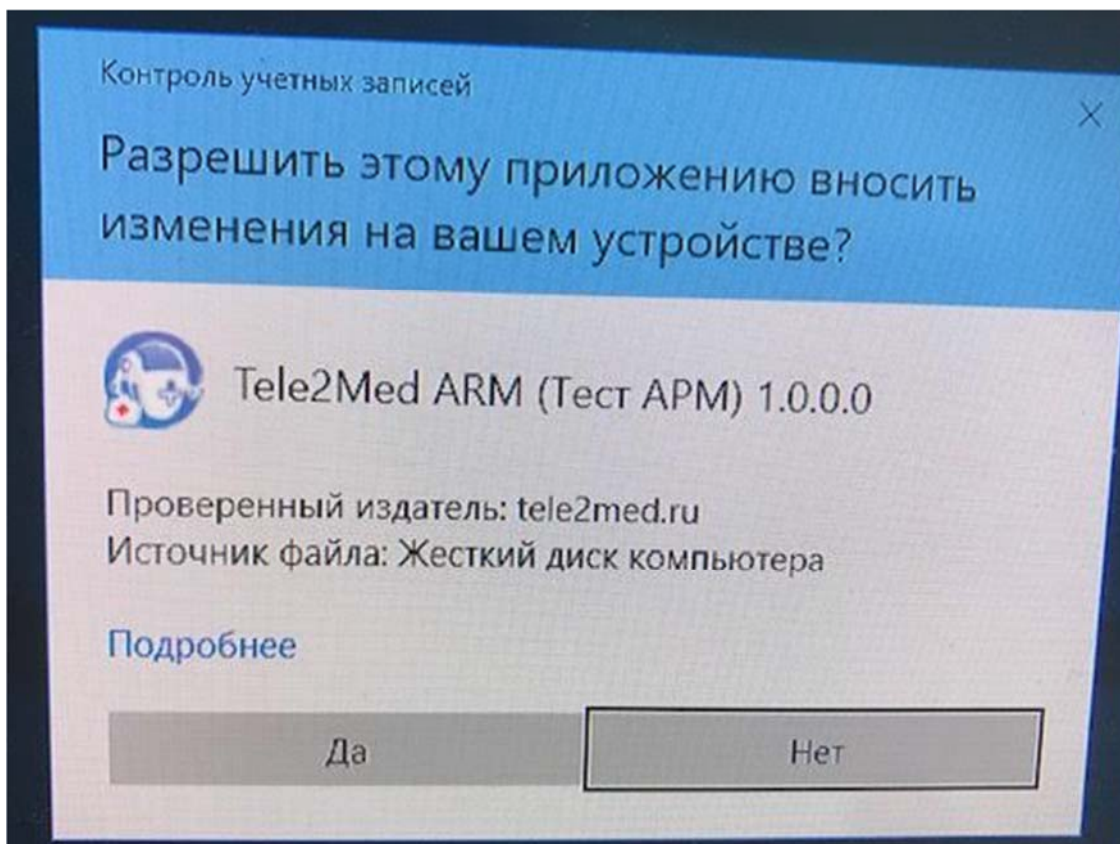 Контроль учетных записей
Разрешить этому приложению вносить
изменения на вашем устройстве?
Tele2Med ARM (Тест АРМ) 1.0.0.0
Проверенный издатель: tele2med.ru
Источник файла: Жесткий диск компьютера
Подробнее
Да
Нет